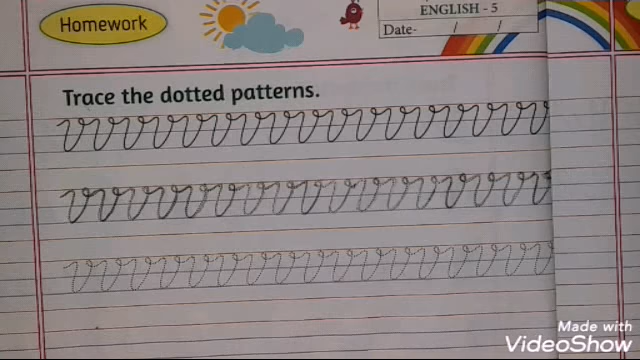 Homework
ENGLISH - 5
Date- / /
Trace the dotted patterns.
Made with
VideoShow